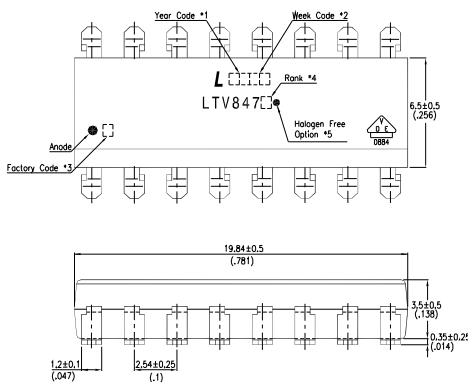 Year Code *1
Week Code *2
L
Rank *4
LTV847
Halogen Free
Option *5
V
D E
0884
6.5±0.5
(.256)
Anode
Factory Code *3
19.84±0.5
(.781)
3.5±0.5
(.138)
0.35±0.25
(.014)
1.2±0.1
(.047)
2.54±0.25
(.1)